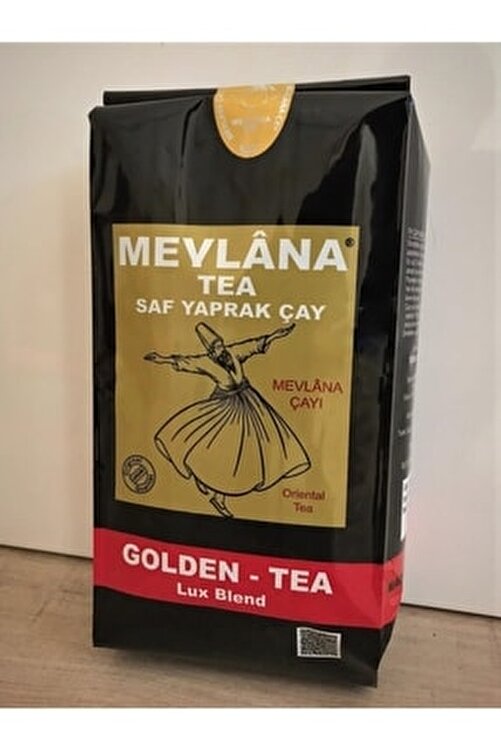 MEVLÂNA®
TEA
SAF YAPRAK ÇAY
MEVLÂNA
ÇAYI
Oriental
Tea
GOLDEN - TEA
Lux Blend